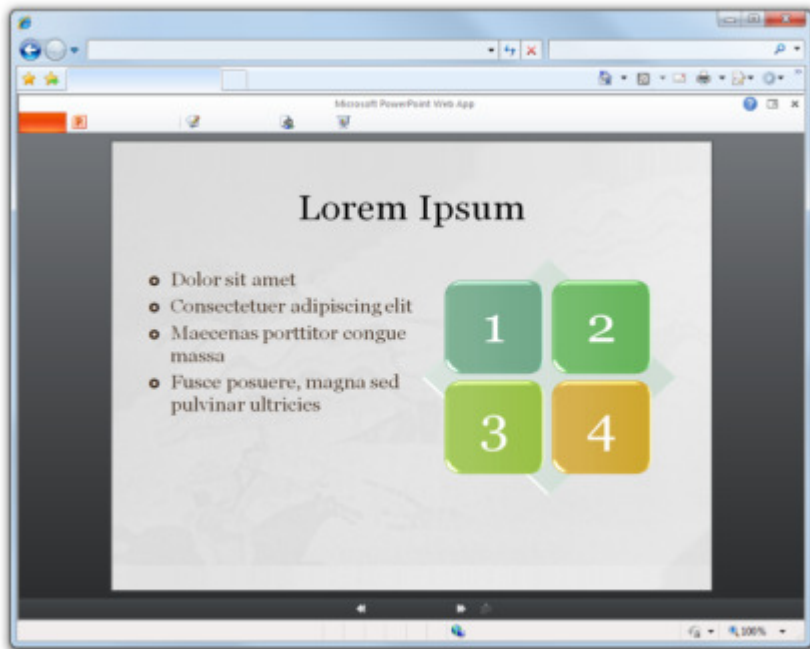 Microsoft PowerPoint Web App
Lorem Ipsum
Dolor sit amet
Consectetuer adipiscing elit
Maecenas porttitor congue
massa
Fusce posuere, magna sed
pulvinar ultricies
1
2
3
4
100%